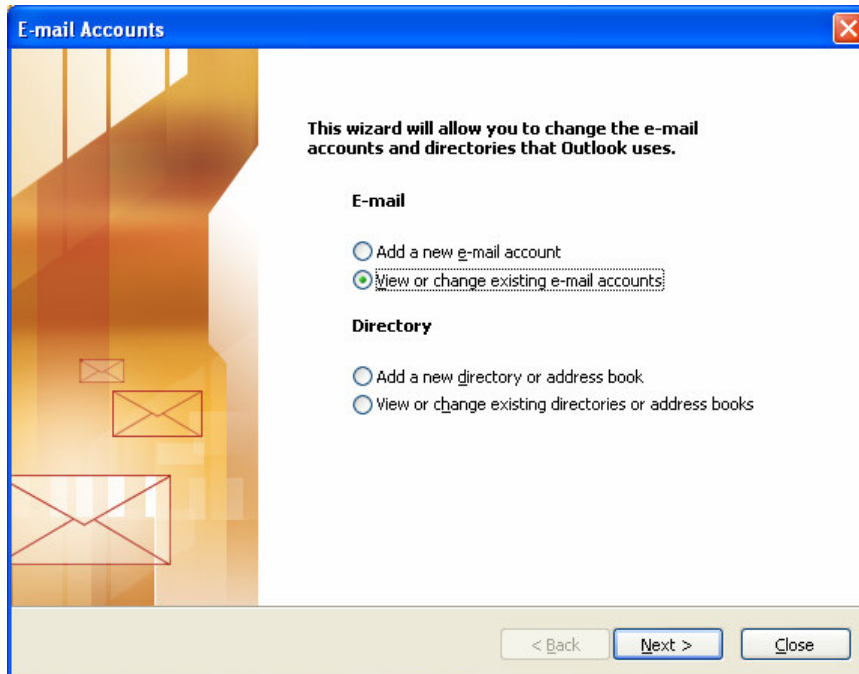 E-mail Accounts
This wizard will allow you to change the e-mail
accounts and directories that Outlook uses.
E-mail
Add a new e-mail account
View or change existing e-mail accounts
Directory
Add a new directory or address book
View or change existing directories or address books
< Back
Next >
Close